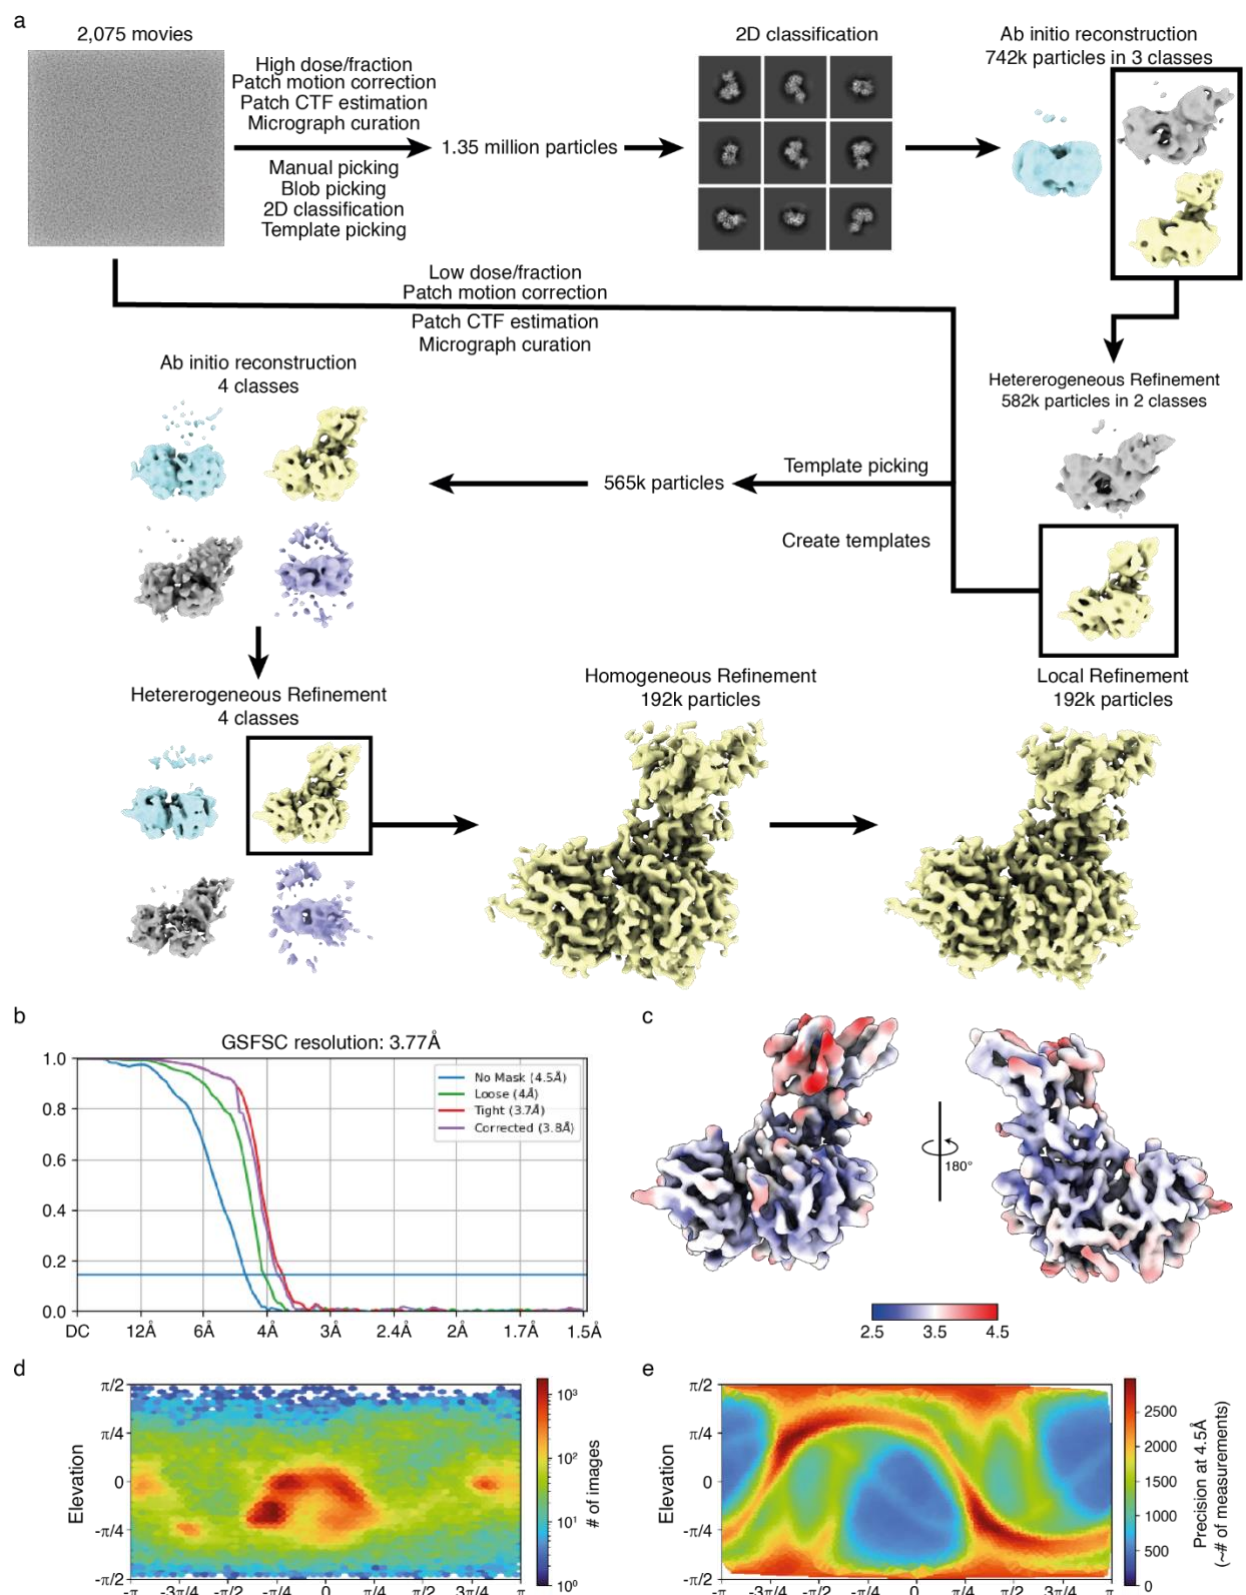 a
2,075 movies
High dose/fraction
Patch motion correction
Patch CTF estimation
Micrograph curation
Manual picking
Blob picking
2D classification
Template picking
1.35 million particles
2D classification
Ab initio reconstruction
742k particles in 3 classes
Low dose/fraction
Patch motion correction
Patch CTF estimation
Micrograph curation
Hetererogeneous Refinement
582k particles in 2 classes
Template picking
565k particles
Create templates
Ab initio reconstruction
4 classes
Hetererogeneous Refinement
4 classes
Homogeneous Refinement
192k particles
Local Refinement
192k particles
b
GSFSC resolution: 3.77Å
1.0
0.8
0.6
0.4
0.2
0.0
No Mask (4.5Å)
Loose (4Å)
Tight (3.7Å)
Corrected (3.8Å)
DC 12Å 6Å 4Å 3Å 2.4Å 2Å 1.7Å 1.5Å
c
180°
2.5 3.5 4.5
d
Elevation
π/2
π/4
0
-π/4
-π/2
-π -3π/4 -π/2 -π/4 0 π/4 π/2 3π/4 π
10³
10²
10¹
10⁰
# of images
e
Elevation
π/2
π/4
0
-π/4
-π/2
-π -3π/4 -π/2 -π/4 0 π/4 π/2 3π/4 π
2500
2000
1500
1000
500
0
Precision at 4.5Å
(~# of measurements)